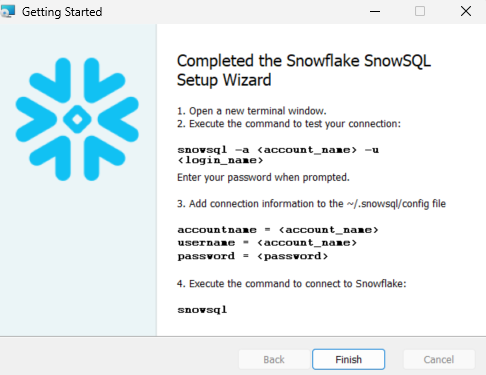 Getting Started
Completed the Snowflake SnowSQL
Setup Wizard
1. Open a new terminal window.
2. Execute the command to test your connection:
snowsql -a <account_name> -u
<login_name>
Enter your password when prompted.
3. Add connection information to the ~/.snowsql/config file
accountname = <account_name>
username = <account_name>
password = <password>
4. Execute the command to connect to Snowflake:
snowsql
Back
Finish
Cancel